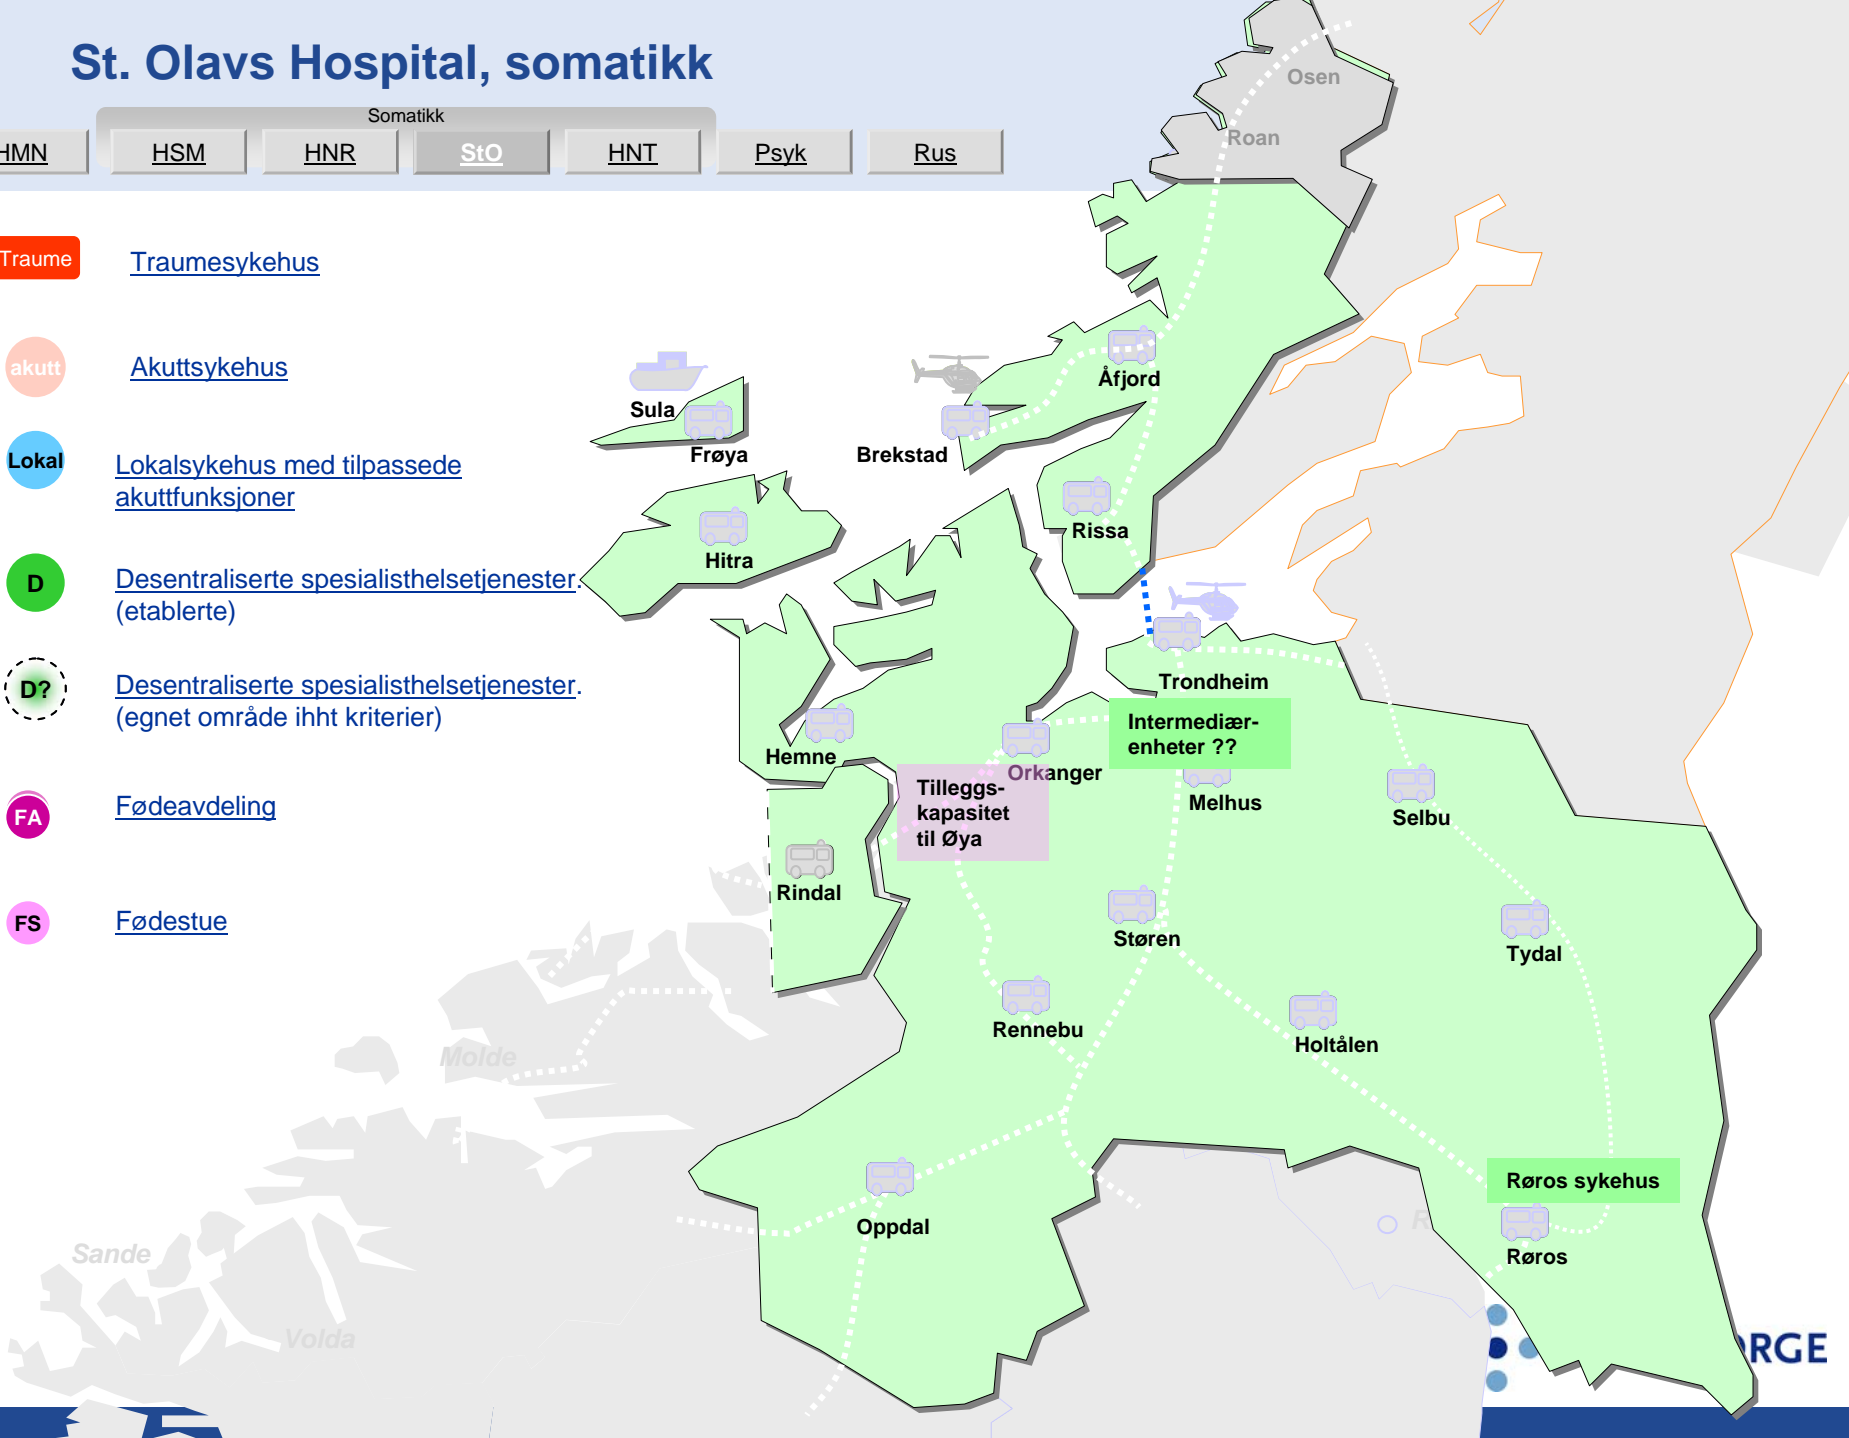 St. Olavs Hospital, somatikk
Somatikk
HMN
HSM
HNR
StO
HNT
Psyk
Rus
Traume
Traumesykehus
akutt
Akuttsykehus
Lokal
Lokalsykehus med tilpassede
akuttfunksjoner
D
Desentraliserte spesialisthelsetjenester.
(etablerte)
D?
Desentraliserte spesialisthelsetjenester.
(egnet område ihht kriterier)
FA
Fødeavdeling
FS
Fødestue
Osen
Roan
Åfjord
Sula
Frøya
Brekstad
Rissa
Hitra
Trondheim
Intermediær-
enheter ??
Hemne
Orkanger
Tilleggs-
kapasitet
til Øya
Melhus
Selbu
Rindal
Støren
Tydal
Rennebu
Holtålen
Molde
Røros sykehus
Oppdal
R
Røros
Sande
Volda
RGE